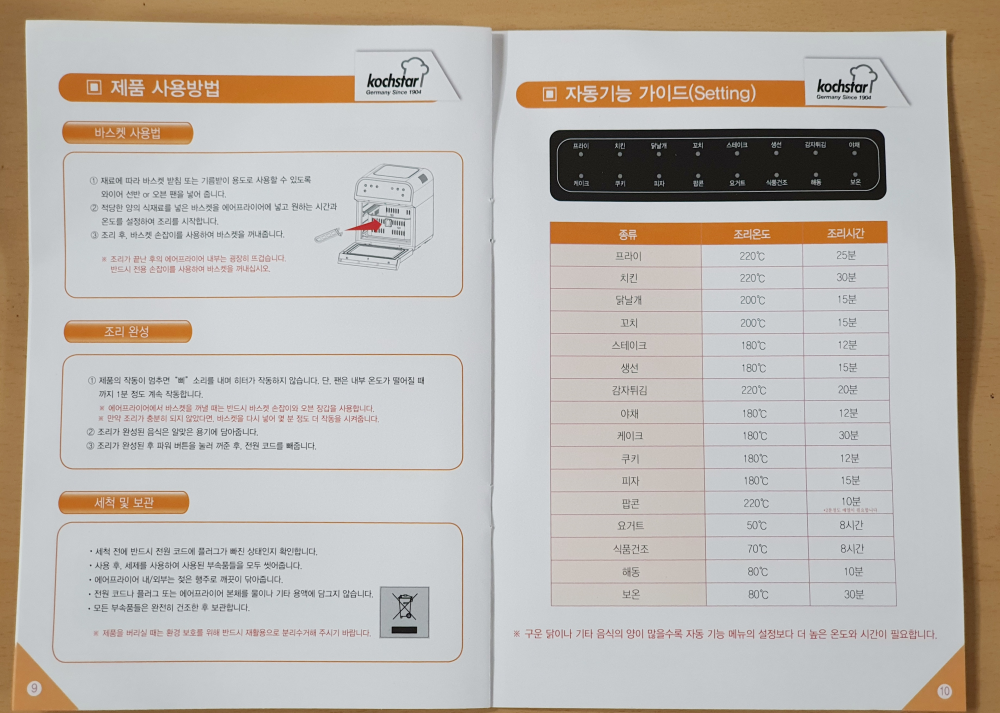 제품 사용방법
kochstar
Germany Since 1904
바스켓 사용법
① 재료에 따라 바스켓 받침 또는 기름받이 용도로 사용할 수 있도록
와이어 선반 or 오븐 팬을 넣어 줍니다.
② 적당한 양의 식재료를 넣은 바스켓을 에어프라이어에 넣고 원하는 시간과
온도를 설정하여 조리를 시작합니다.
③ 조리 후, 바스켓 손잡이를 사용하여 바스켓을 꺼내줍니다.
※ 조리가 끝난 후의 에어프라이어 내부는 굉장히 뜨겁습니다.
반드시 전용 손잡이를 사용하여 바스켓을 꺼내십시오.
조리 완성
① 제품의 작동이 멈추면 “삐” 소리를 내며 히터가 작동하지 않습니다. 단, 팬은 내부 온도가 떨어질 때
까지 1분 정도 계속 작동합니다.
※ 에어프라이어에서 바스켓을 꺼낼 때는 반드시 바스켓 손잡이와 오븐 장갑을 사용합니다.
※ 만약 조리가 충분히 되지 않았다면, 바스켓을 다시 넣어 몇 분 정도 더 작동을 시켜줍니다.
② 조리가 완성된 음식은 알맞은 용기에 담아줍니다.
③ 조리가 완성된 후 파워 버튼을 눌러 꺼준 후, 전원 코드를 빼줍니다.
세척 및 보관
• 세척 전에 반드시 전원 코드에 플러그가 빠진 상태인지 확인합니다.
• 사용 후, 세제를 사용하여 사용된 부속품들을 모두 씻어줍니다.
• 에어프라이어 내/외부는 젖은 행주로 깨끗이 닦아줍니다.
• 전원 코드나 플러그 또는 에어프라이어 본체를 물이나 기타 용액에 담그지 않습니다.
• 모든 부속품들은 완전히 건조한 후 보관합니다.
※ 제품을 버리실 때는 환경 보호를 위해 반드시 재활용으로 분리수거해 주시기 바랍니다.
9
자동기능 가이드(Setting)
kochstar
Germany Since 1904
프라이 치킨 닭날개 꼬치 스테이크 생선 감자튀김 야채
케이크 쿠키 피자 팝콘 요거트 식품건조 해동 보온
종류 조리온도 조리시간
프라이 220℃ 25분
치킨 220℃ 30분
닭날개 200℃ 15분
꼬치 200℃ 15분
스테이크 180℃ 12분
생선 180℃ 15분
감자튀김 220℃ 20분
야채 180℃ 12분
케이크 180℃ 30분
쿠키 180℃ 12분
피자 180℃ 15분
팝콘 220℃ 10분
요거트 50℃ 8시간
식품건조 70℃ 8시간
해동 80℃ 10분
보온 80℃ 30분
※ 구운 닭이나 기타 음식의 양이 많을수록 자동 기능 메뉴의 설정보다 더 높은 온도와 시간이 필요합니다.
10